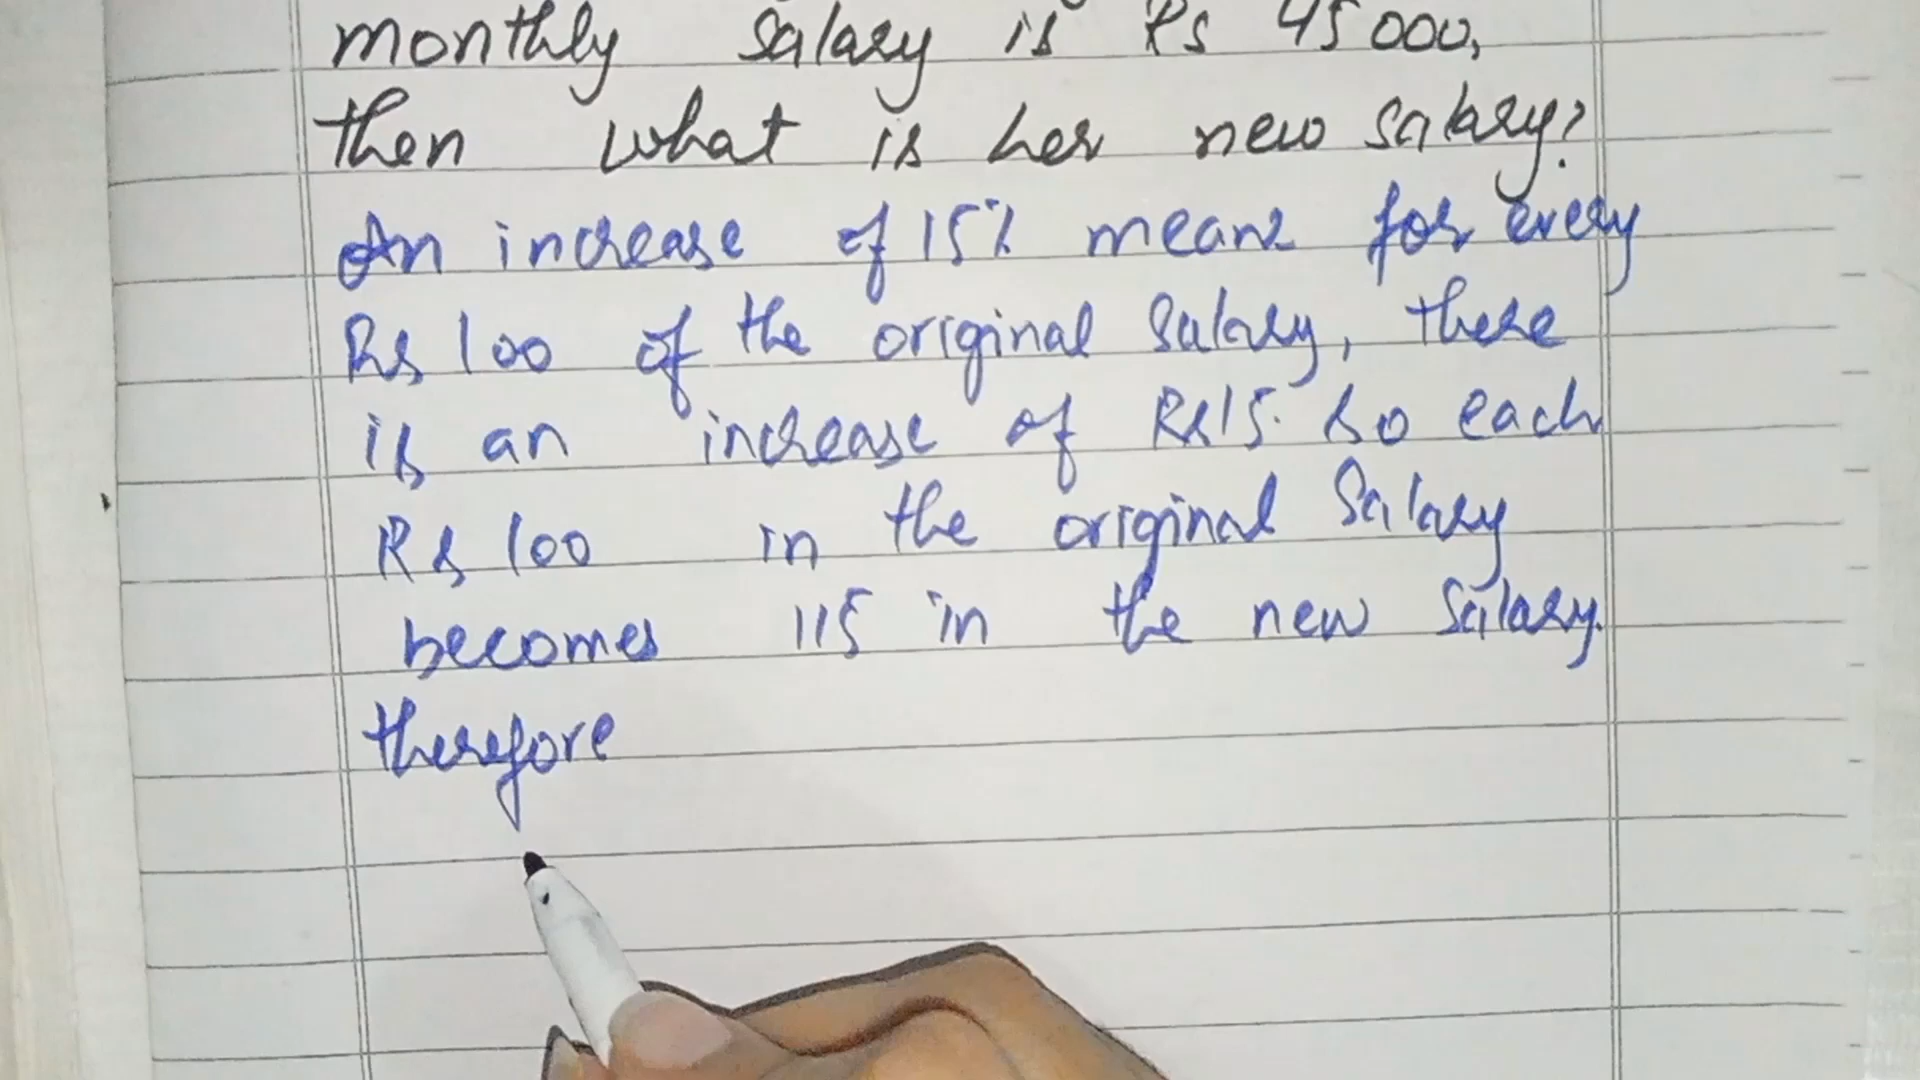 monthly salary is Rs 45000,
then what is her new salary?
An increase of 15% means for every
Rs 100 of the original salary, there
is an increase of Rs15. So each
Rs 100 in the original Salary
becomes 115 in the new salary.
therefore